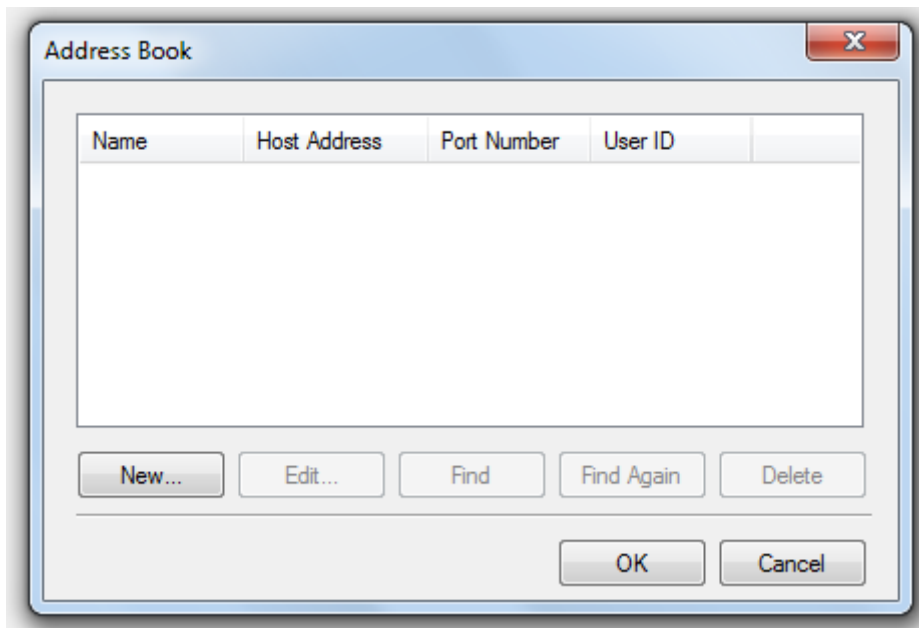 Address Book
Name Host Address Port Number User ID
New... Edit... Find Find Again Delete
OK Cancel